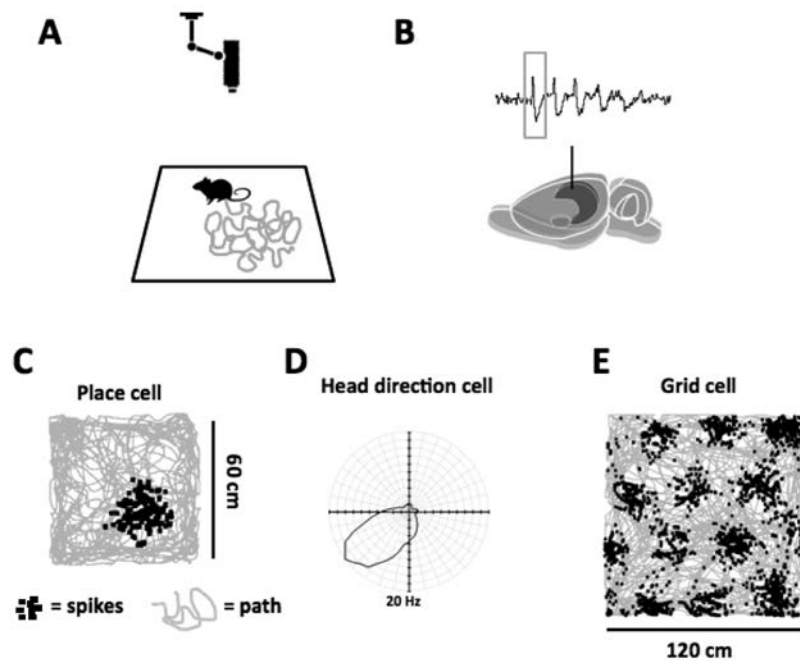 A
B
C
Place cell
60 cm
= spikes
= path
D
Head direction cell
20 Hz
E
Grid cell
120 cm